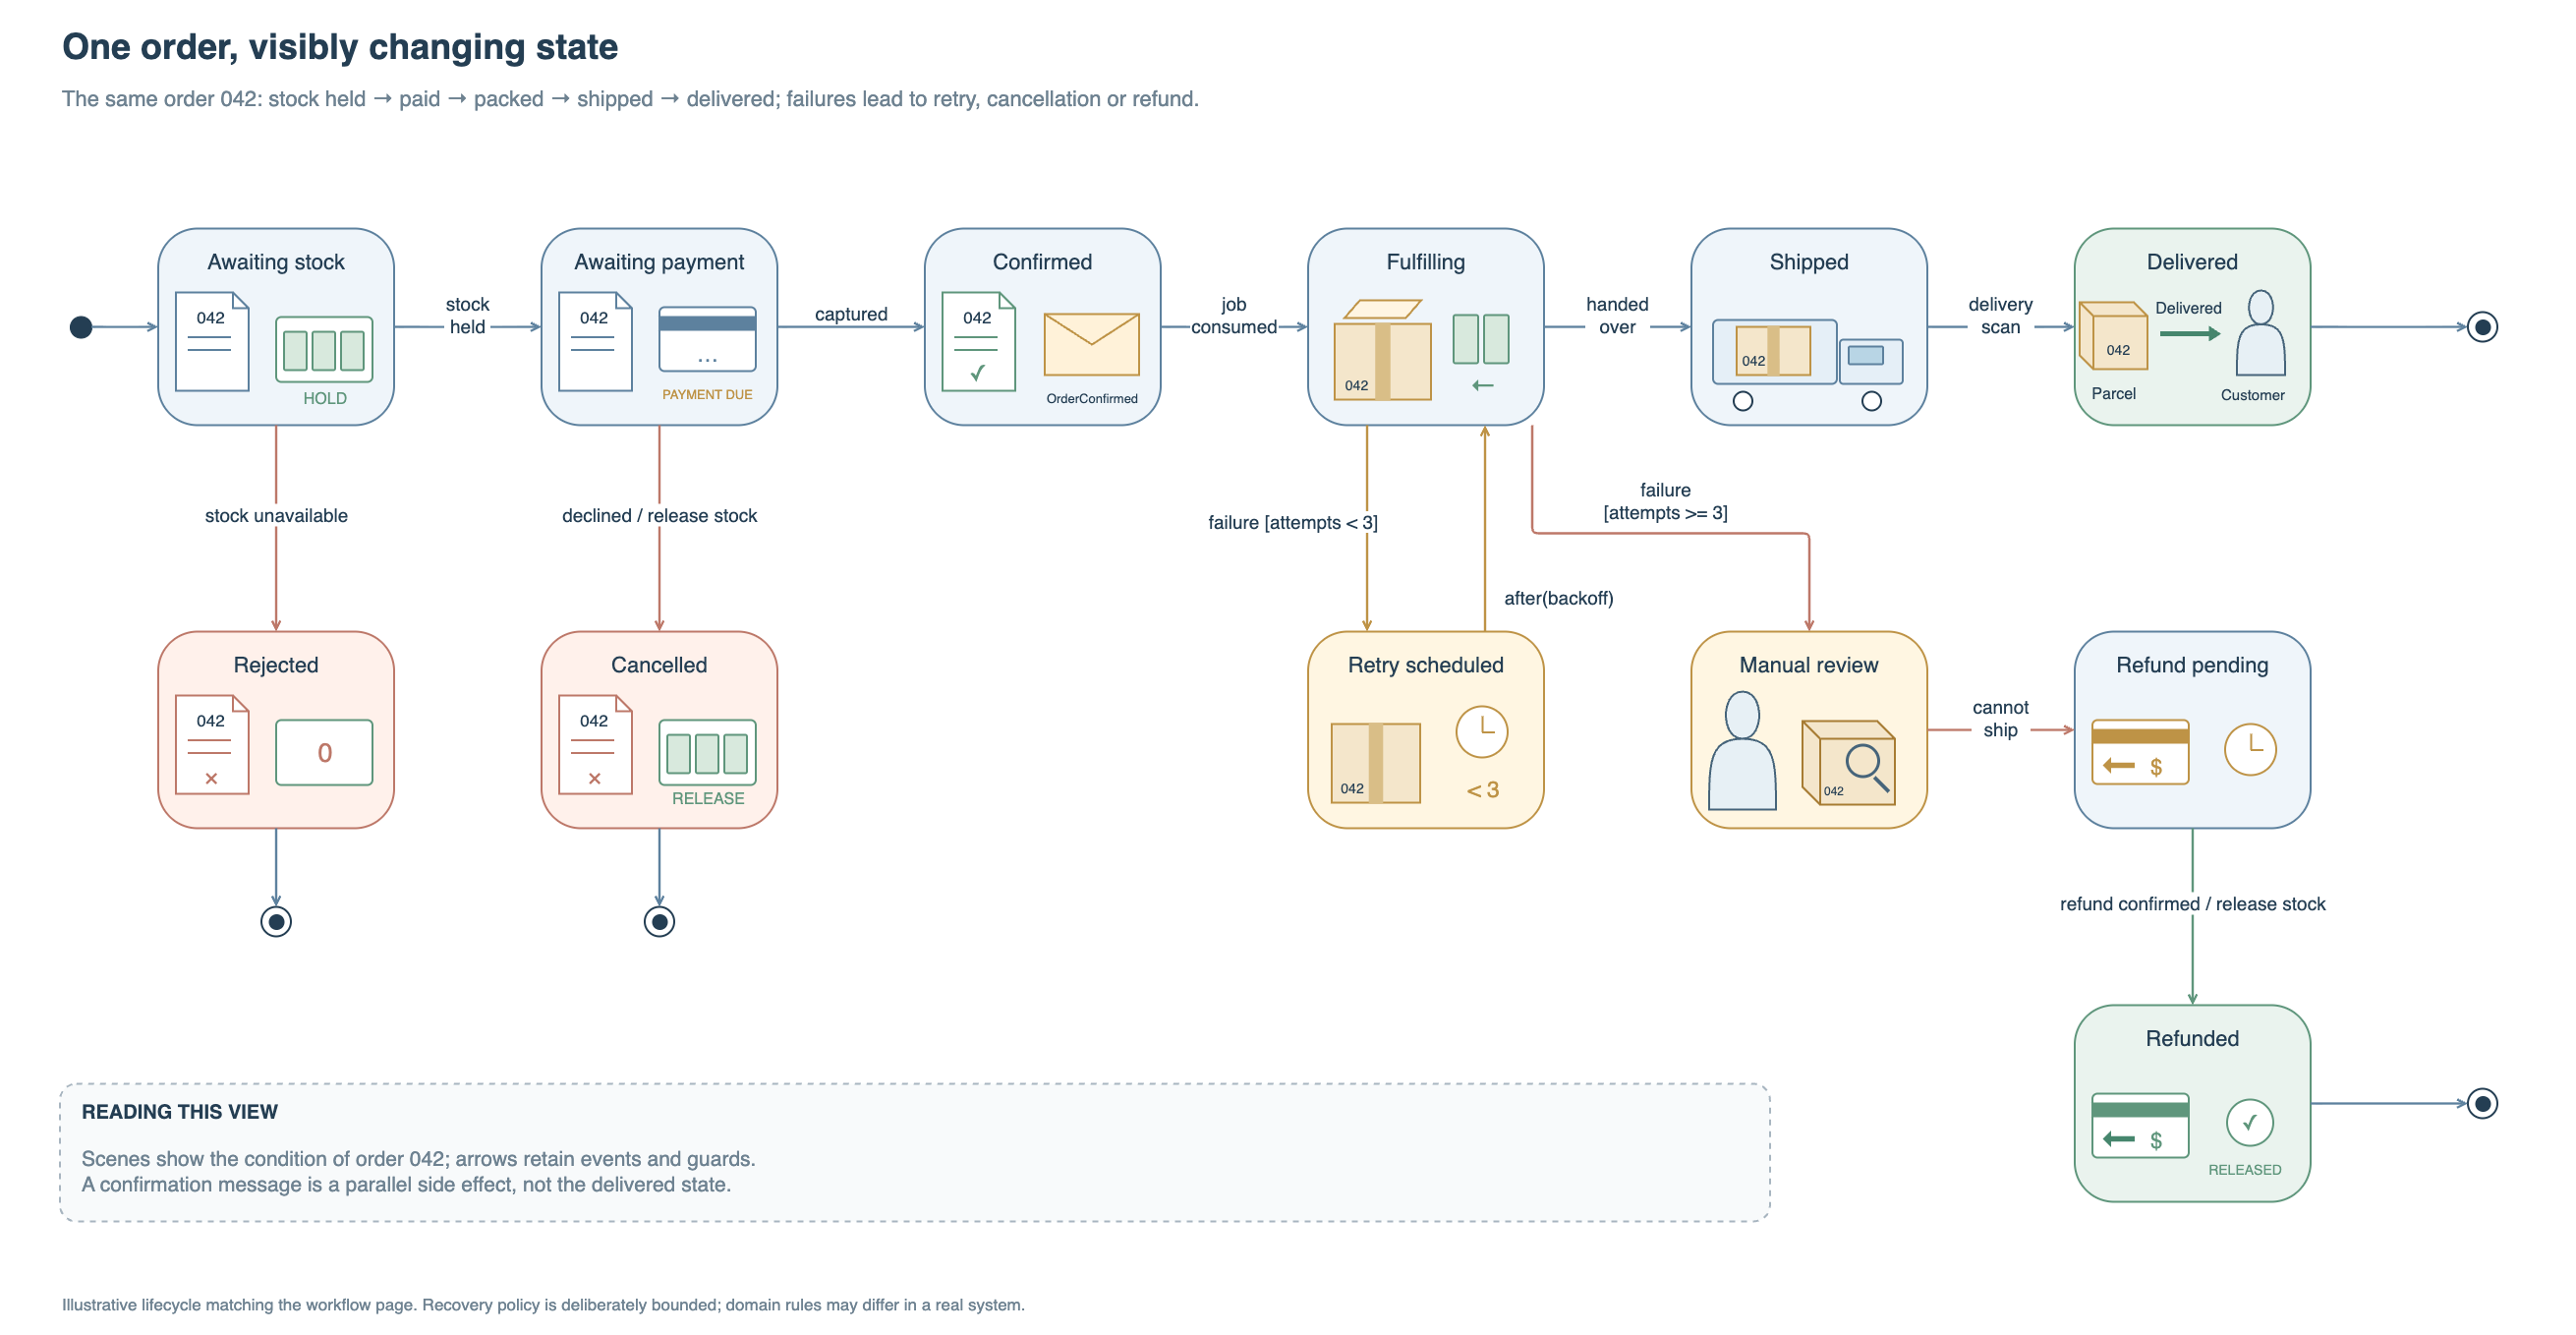 One order, visibly changing state
The same order 042: stock held → paid → packed → shipped → delivered; failures lead to retry, cancellation or refund.
Awaiting stock
042
HOLD
stock
held
Awaiting payment
042
...
PAYMENT DUE
captured
Confirmed
042
✓
OrderConfirmed
job
consumed
Fulfilling
042
←
handed
over
Shipped
042
delivery
scan
Delivered
Delivered
042
Parcel
Customer
stock unavailable
declined / release stock
failure [attempts < 3]
after(backoff)
failure
[attempts >= 3]
Rejected
042
×
0
Cancelled
042
×
RELEASE
Retry scheduled
042
< 3
Manual review
042
cannot
ship
Refund pending
$
refund confirmed / release stock
Refunded
$
✓
RELEASED
READING THIS VIEW
Scenes show the condition of order 042; arrows retain events and guards.
A confirmation message is a parallel side effect, not the delivered state.
Illustrative lifecycle matching the workflow page. Recovery policy is deliberately bounded; domain rules may differ in a real system.